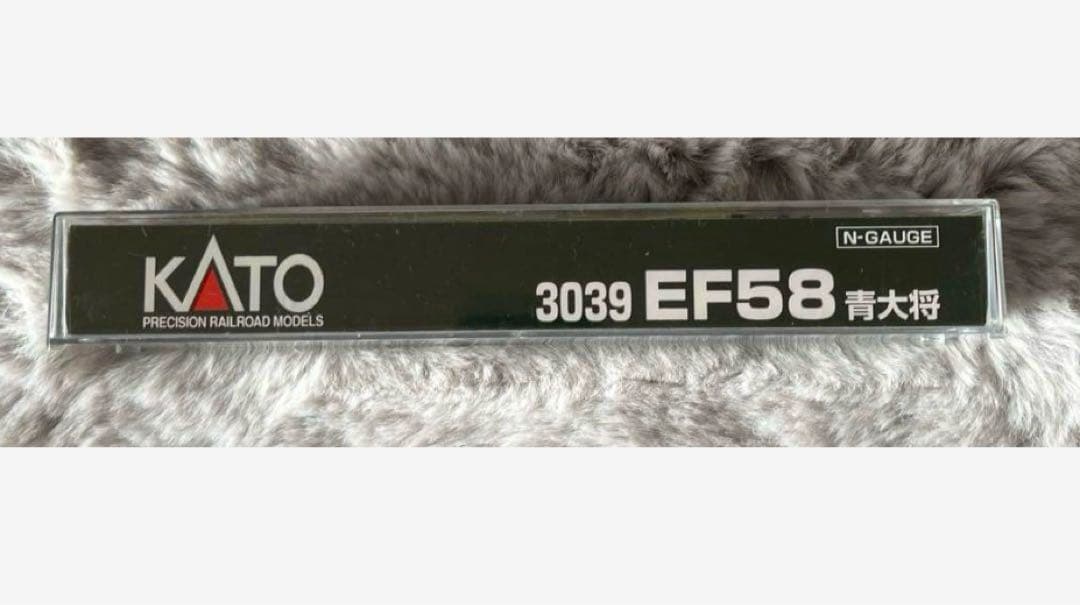 N-GAUGE
KATO
PRECISION RAILROAD MODELS
3039 EF58 青大将